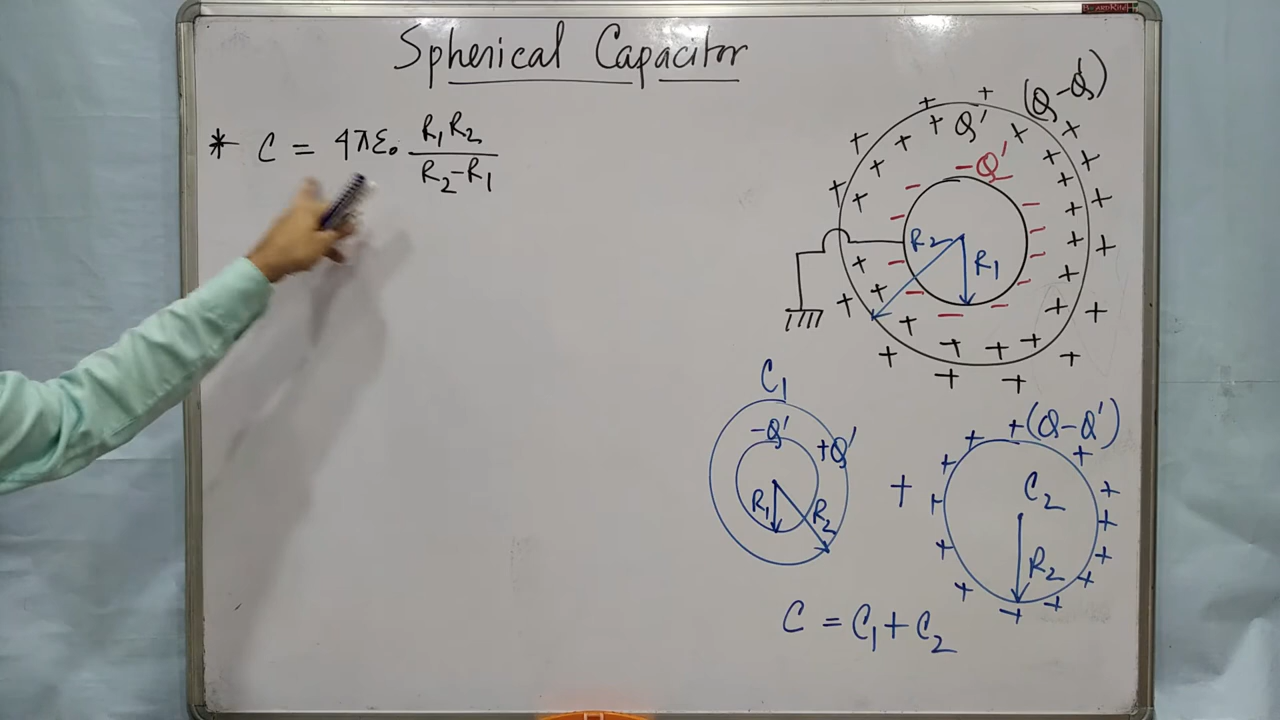 Spherical Capacitor
* C = 4πε₀ R₁R₂ / R₂-R₁
(Q-Q')
Q'
-Q'
R₂
R₁
C₁
-Q'
+Q'
R₁
R₂
+
(Q-Q')
C₂
R₂
C = C₁ + C₂